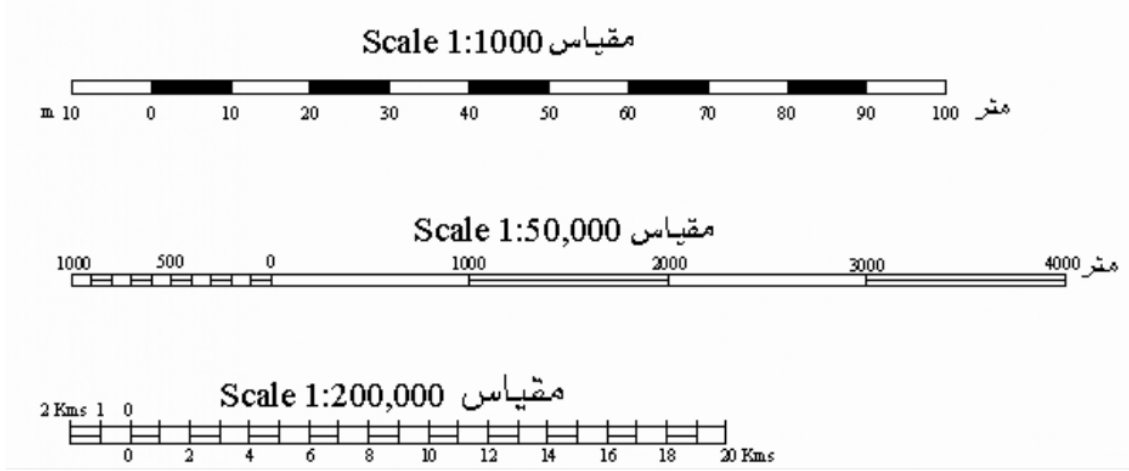 Scale 1:1000 مقياس
m 10 0 10 20 30 40 50 60 70 80 90 100 متر
Scale 1:50,000 مقياس
1000 500 0 1000 2000 3000 4000 متر
Scale 1:200,000 مقياس
2 Kms 1 0
0 2 4 6 8 10 12 14 16 18 20 Kms